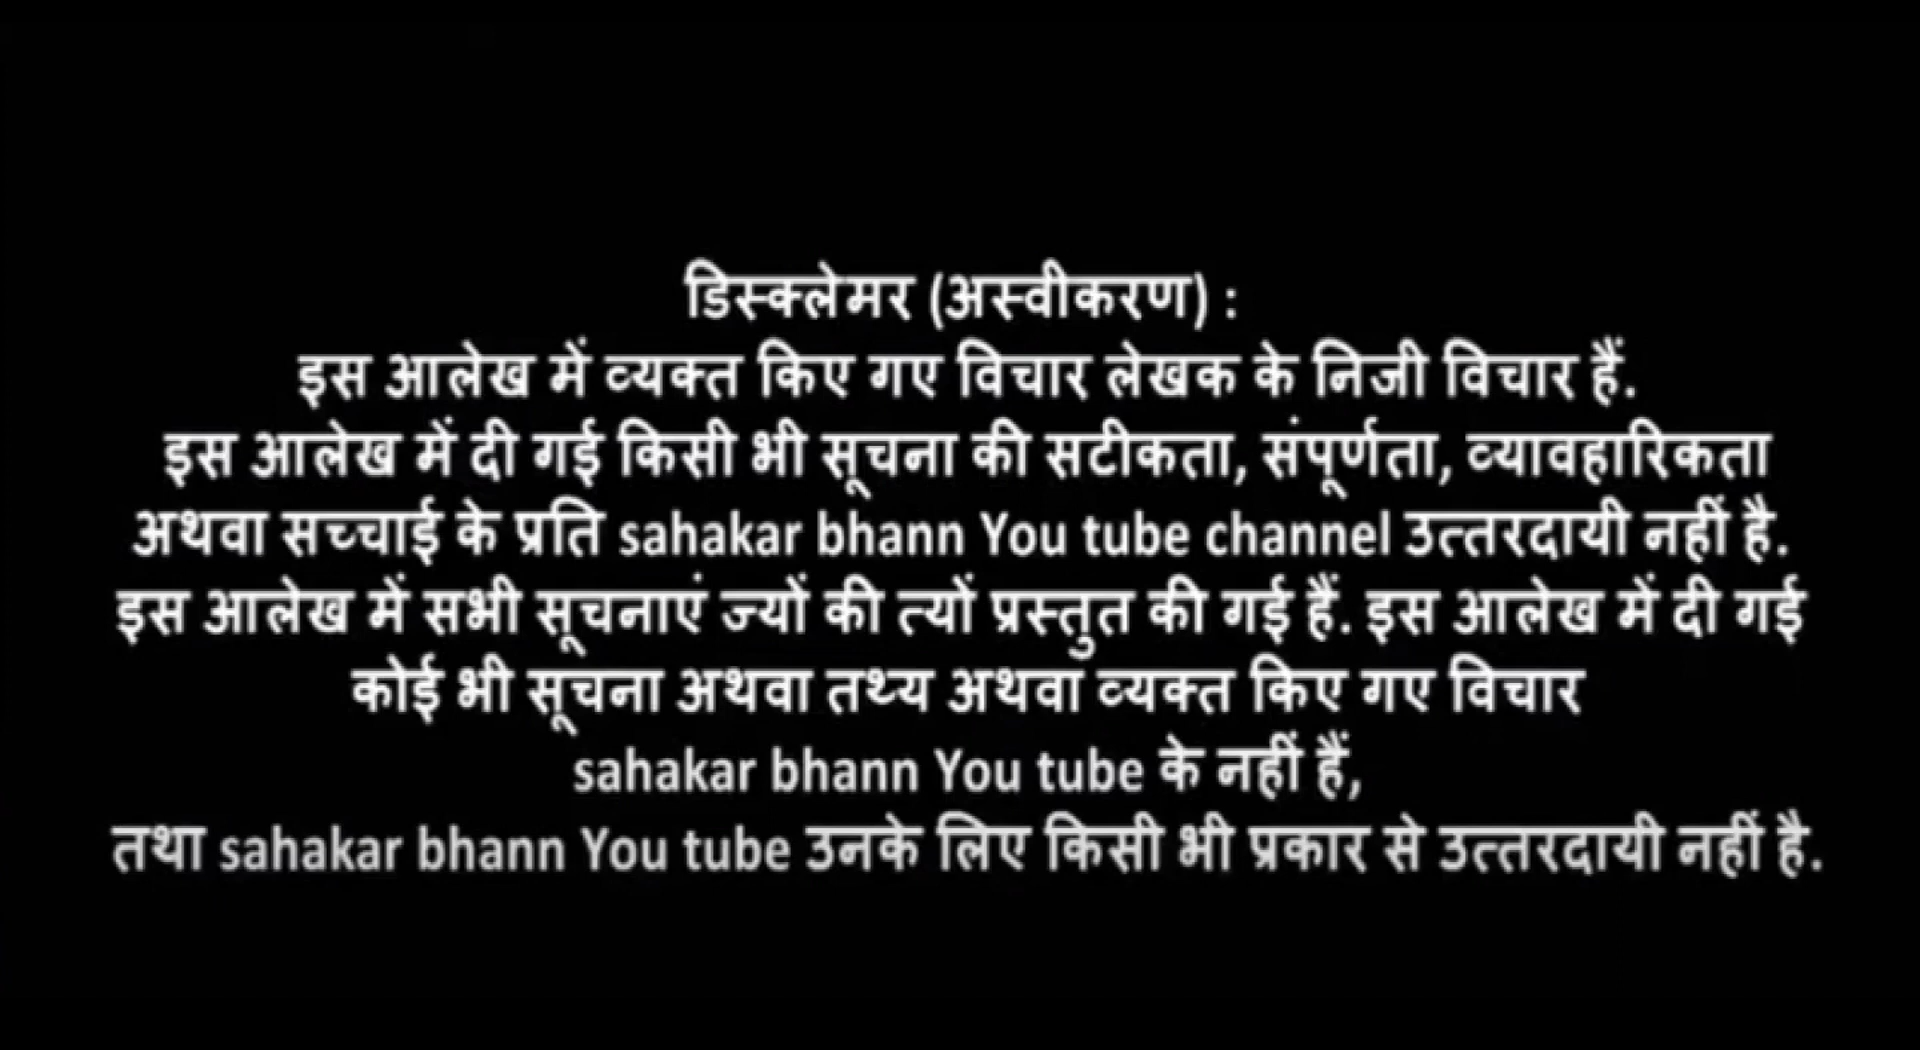 डिस्क्लेमर (अस्वीकरण) :
इस आलेख में व्यक्त किए गए विचार लेखक के निजी विचार हैं.
इस आलेख में दी गई किसी भी सूचना की सटीकता, संपूर्णता, व्यावहारिकता
अथवा सच्चाई के प्रति sahakar bhann You tube channel उत्तरदायी नहीं है.
इस आलेख में सभी सूचनाएं ज्यों की त्यों प्रस्तुत की गई हैं. इस आलेख में दी गई
कोई भी सूचना अथवा तथ्य अथवा व्यक्त किए गए विचार
sahakar bhann You tube के नहीं हैं,
तथा sahakar bhann You tube उनके लिए किसी भी प्रकार से उत्तरदायी नहीं है.